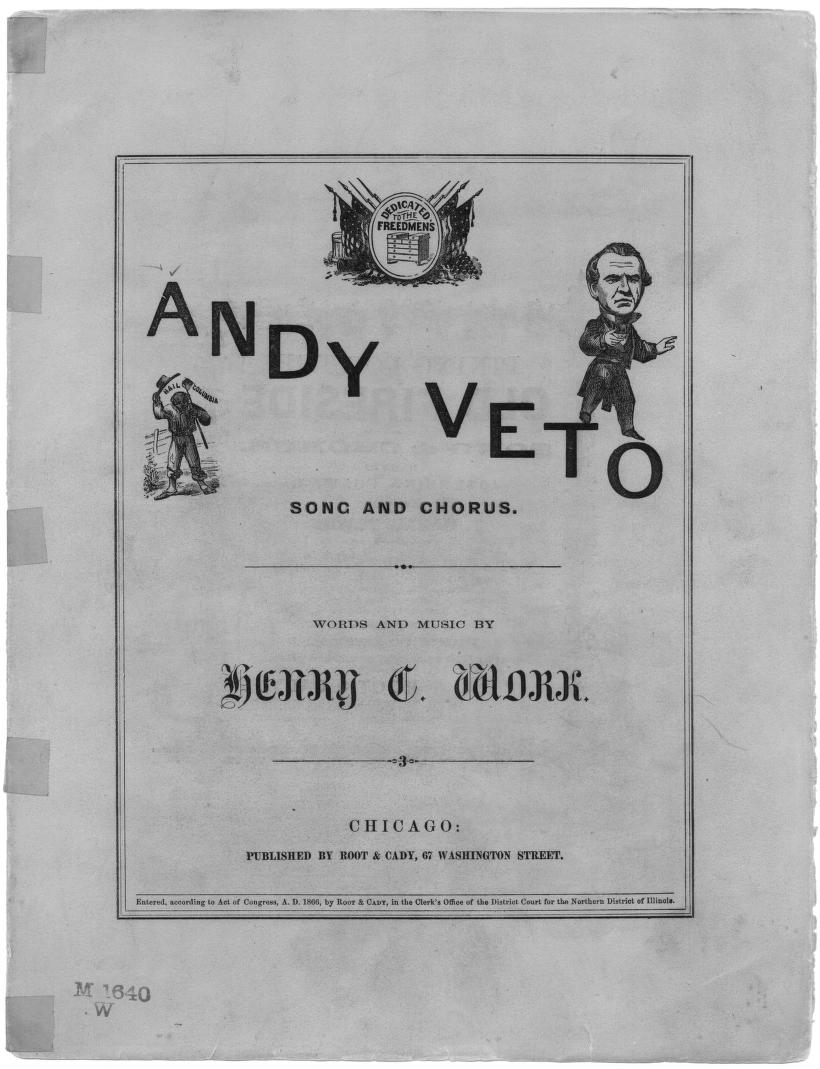 DEDICATED
TO THE
FREEDMEN'S
ANDY VETO
HAIL COLUMBIA
SONG AND CHORUS.
WORDS AND MUSIC BY
HENRY C. WORK.
3
CHICAGO:
PUBLISHED BY ROOT & CADY, 67 WASHINGTON STREET.
Entered, according to Act of Congress, A. D. 1866, by ROOT & CADY, in the Clerk's Office of the District Court for the Northern District of Illinois.
M 1640
.W